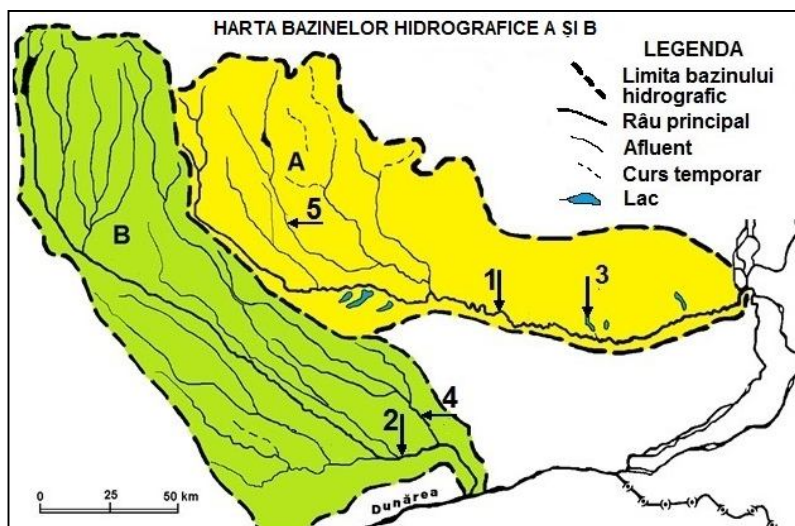 HARTA BAZINELOR HIDROGRAFICE A ȘI B
LEGENDA
Limita bazinului
hidrografic
Râu principal
Afluent
Curs temporar
Lac
A
B
5
1
3
4
2
0 25 50 km
Dunărea